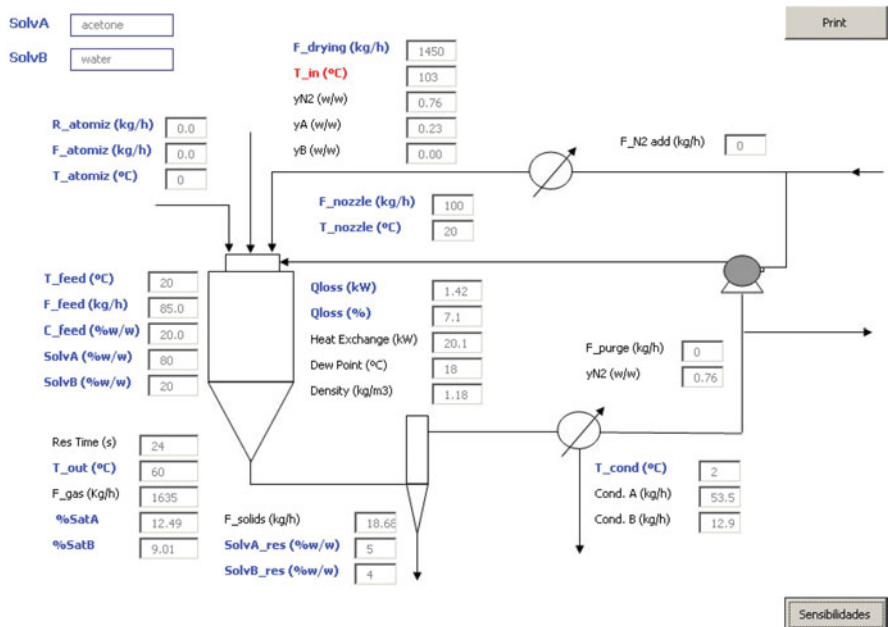 SolvA acetone
SolvB water
Print
F_drying (kg/h) 1450
T_in (ºC) 103
yN2 (w/w) 0.76
yA (w/w) 0.23
yB (w/w) 0.00
R_atomiz (kg/h) 0.0
F_atomiz (kg/h) 0.0
T_atomiz (ºC) 0
F_N2 add (kg/h) 0
F_nozzle (kg/h) 100
T_nozzle (ºC) 20
T_feed (ºC) 20
F_feed (kg/h) 85.0
C_feed (%w/w) 20.0
SolvA (%w/w) 80
SolvB (%w/w) 20
Qloss (kW) 1.42
Qloss (%) 7.1
Heat Exchange (kW) 20.1
Dew Point (ºC) 18
Density (kg/m3) 1.18
F_purge (kg/h) 0
yN2 (w/w) 0.76
Res Time (s) 24
T_out (ºC) 60
F_gas (Kg/h) 1635
%SatA 12.49
%SatB 9.01
F_solids (kg/h) 18.68
SolvA_res (%w/w) 5
SolvB_res (%w/w) 4
T_cond (ºC) 2
Cond. A (kg/h) 53.5
Cond. B (kg/h) 12.9
Sensibilidades